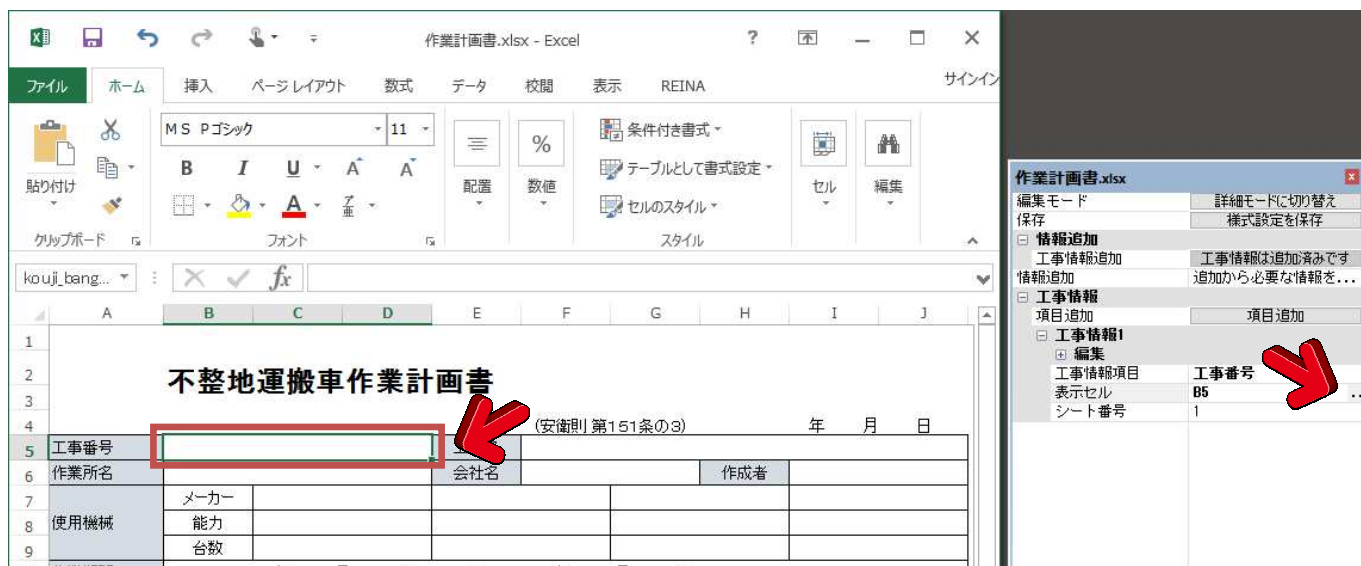 作業計画書.xlsx - Excel
?
ファイル ホーム 挿入 ページ レイアウト 数式 データ 校閲 表示 REINA サインイン
貼り付け
クリップボード
ＭＳ Ｐゴシック 11
B I U A A
A
フォント
配置
%
数値
条件付き書式
テーブルとして書式設定
セルのスタイル
スタイル
セル
編集
kouji_bang...
fx
A B C D E F G H I J
1
2
3
4
5
6
7
8
9
不整地運搬車作業計画書
(安衛則 第151条の3) 年 月 日
工事番号
作業所名 会社名 作成者
使用機械
メーカー
能力
台数
作業計画書.xlsx
編集モード 詳細モードに切り替え
保存 様式設定を保存
情報追加
工事情報追加 工事情報は追加済みです
情報追加 追加から必要な情報を...
工事情報
項目追加 項目追加
工事情報1
編集
工事情報項目 工事番号
表示セル B5
シート番号 1